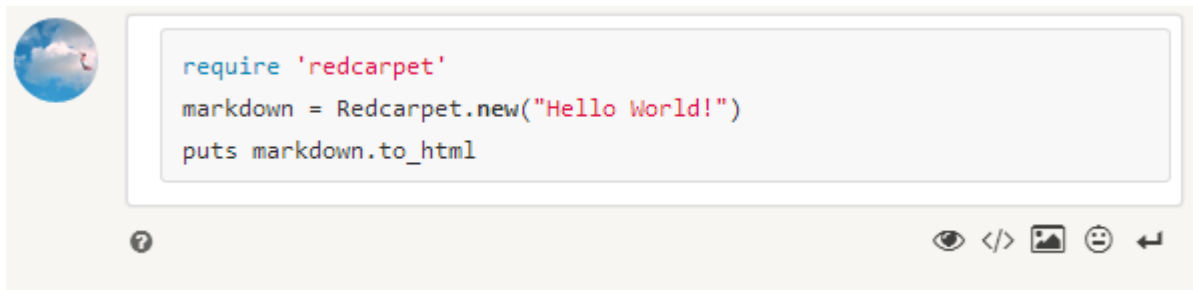 require 'redcarpet'
markdown = Redcarpet.new("Hello World!")
puts markdown.to_html